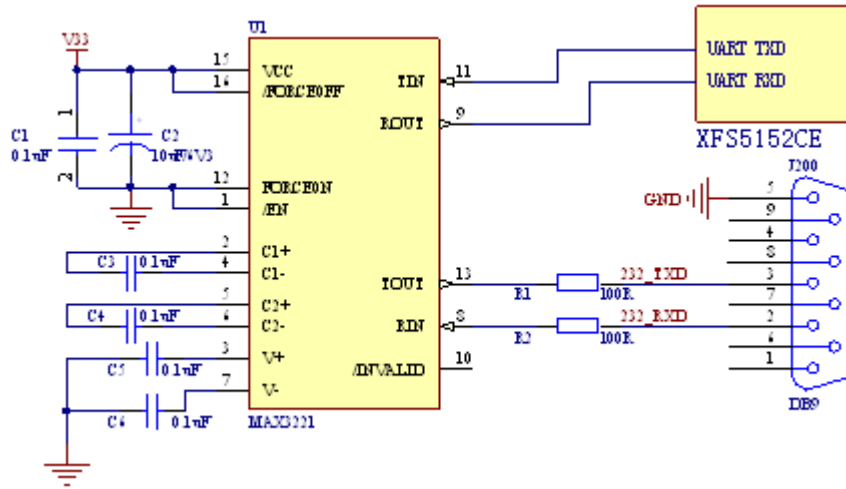 U1
V33
15
VCC
16
/FORCEOFF
TIN
11
UART TXD
UART RXD
ROUT
9
XFS5152CE
1
C1
0.1uF
2
C2
10uF/6V3
12
FORCEON
1
/EN
J200
GND
5
9
4
8
3
7
2
6
1
DB9
2
C1+
4
C1-
C3
0.1uF
5
C2+
6
C2-
C4
0.1uF
3
V+
7
V-
C5
0.1uF
C6
0.1uF
TOUT
13
R1
100R
232_TXD
RIN
8
R2
100R
232_RXD
/INVALID
10
MAX3221